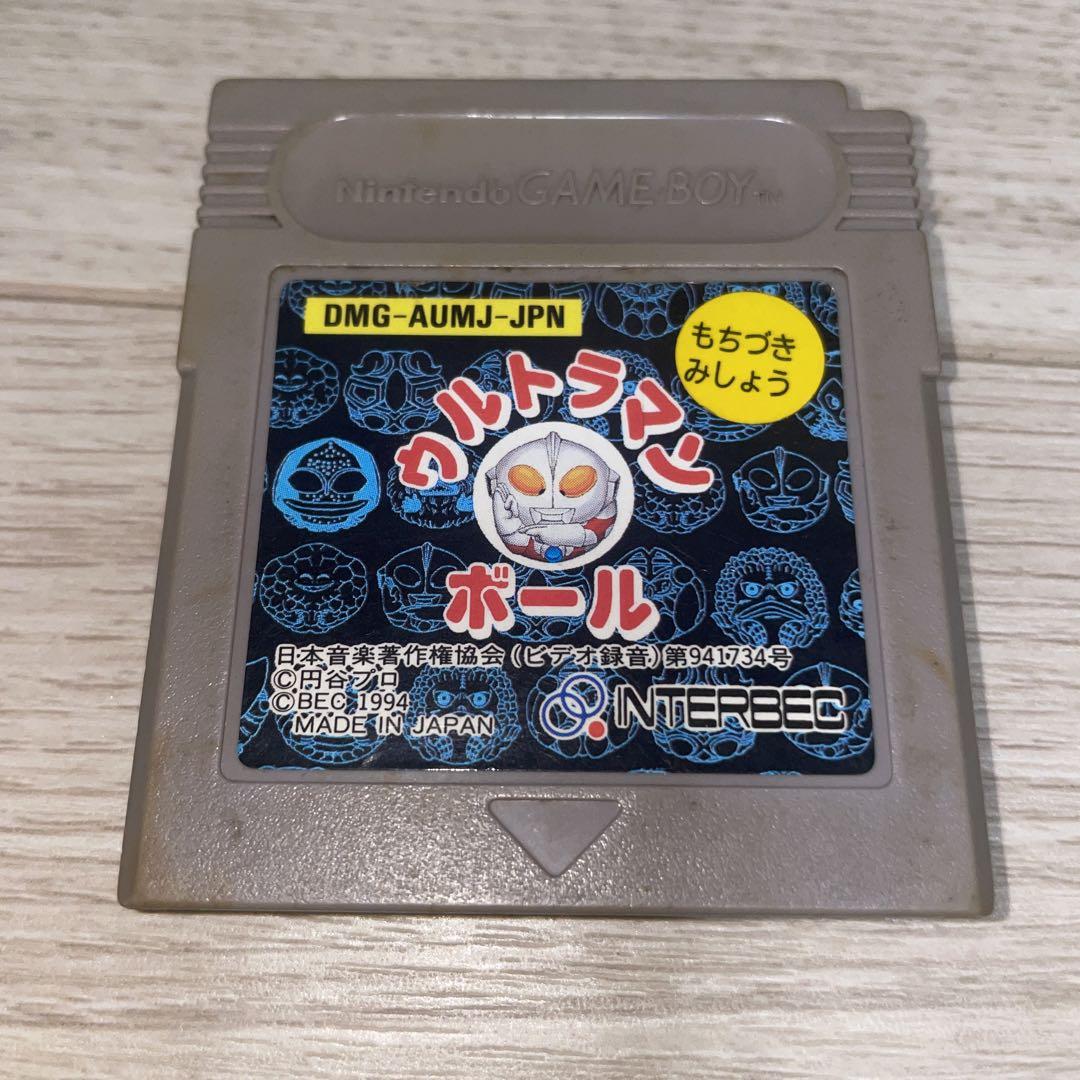 Nintendo GAME BOY TM
DMG-AUMJ-JPN
もちづき
みしょう
ウルトラマン
ボール
日本音楽著作権協会(ビデオ録音)第941734号
©円谷プロ
©BEC 1994
MADE IN JAPAN
INTERBEC